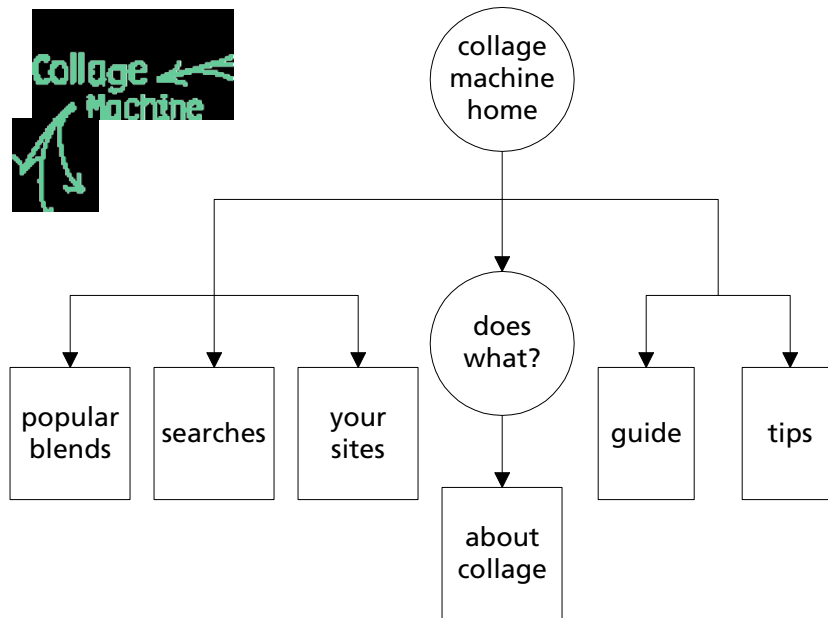 Collage
Machine
collage
machine
home
does
what?
popular
blends
searches
your
sites
guide
tips
about
collage